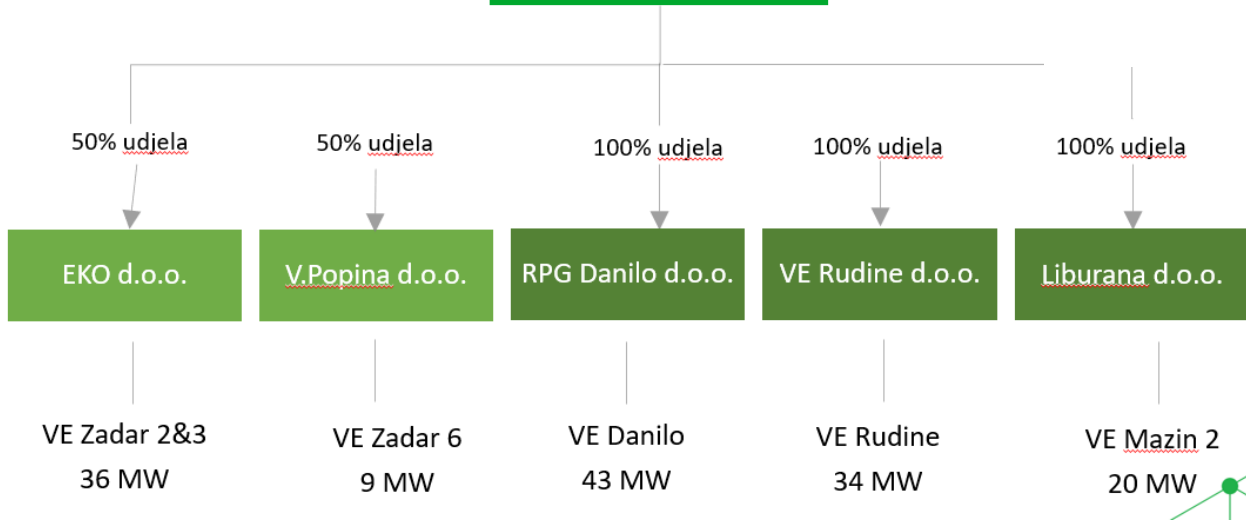 50% udjela
50% udjela
100% udjela
100% udjela
100% udjela
EKO d.o.o.
V.Popina d.o.o.
RPG Danilo d.o.o.
VE Rudine d.o.o.
Liburana d.o.o.
VE Zadar 2&3
36 MW
VE Zadar 6
9 MW
VE Danilo
43 MW
VE Rudine
34 MW
VE Mazin 2
20 MW